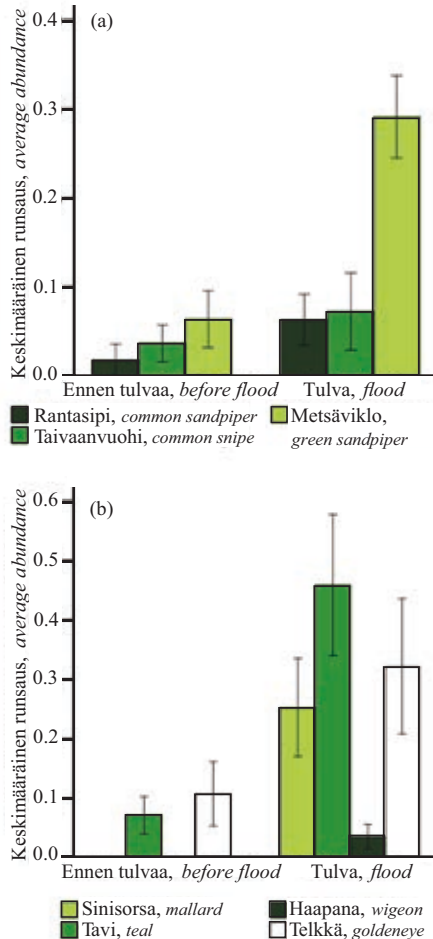 (a)
Keskimääräinen runsaus, average abundance
0.4
0.3
0.2
0.1
0.0
Ennen tulvaa, before flood
Tulva, flood
Rantasipi, common sandpiper
Taivaanvuohi, common snipe
Metsäviklo,
green sandpiper
(b)
Keskimääräinen runsaus, average abundance
0.6
0.5
0.4
0.3
0.2
0.1
0.0
Ennen tulvaa, before flood
Tulva, flood
Sinisorsa, mallard
Tavi, teal
Haapana, wigeon
Telkkä, goldeneye